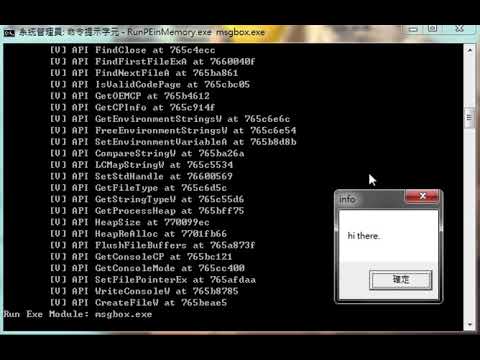 系統管理員: 命令提示字元 - RunPEinMemory.exe msgbox.exe
[V] API FindClose at 765c4ecc
[V] API FindFirstFileExA at 7660040f
[V] API FindNextFileA at 765ba861
[V] API IsValidCodePage at 765cbc05
[V] API GetOEMCP at 765b4612
[V] API GetCPInfo at 765c914f
[V] API GetEnvironmentStringsW at 765c6e6c
[V] API FreeEnvironmentStringsW at 765c6e54
[V] API SetEnvironmentVariableA at 765b8d8b
[V] API CompareStringW at 765ba26a
[V] API LCMapStringW at 765c5534
[V] API SetStdHandle at 76600569
[V] API GetFileType at 765c6d5c
[V] API GetStringTypeW at 765c55d6
[V] API GetProcessHeap at 765bff75
[V] API HeapSize at 770099ec
[V] API HeapReAlloc at 7701fb66
[V] API FlushFileBuffers at 765a873f
[V] API GetConsoleCP at 765bc121
[V] API GetConsoleMode at 765cc400
[V] API SetFilePointerEx at 765afdaa
[V] API WriteConsoleW at 765b8785
[V] API CreateFileW at 765beae5
Run Exe Module: msgbox.exe
info
hi there.
確定